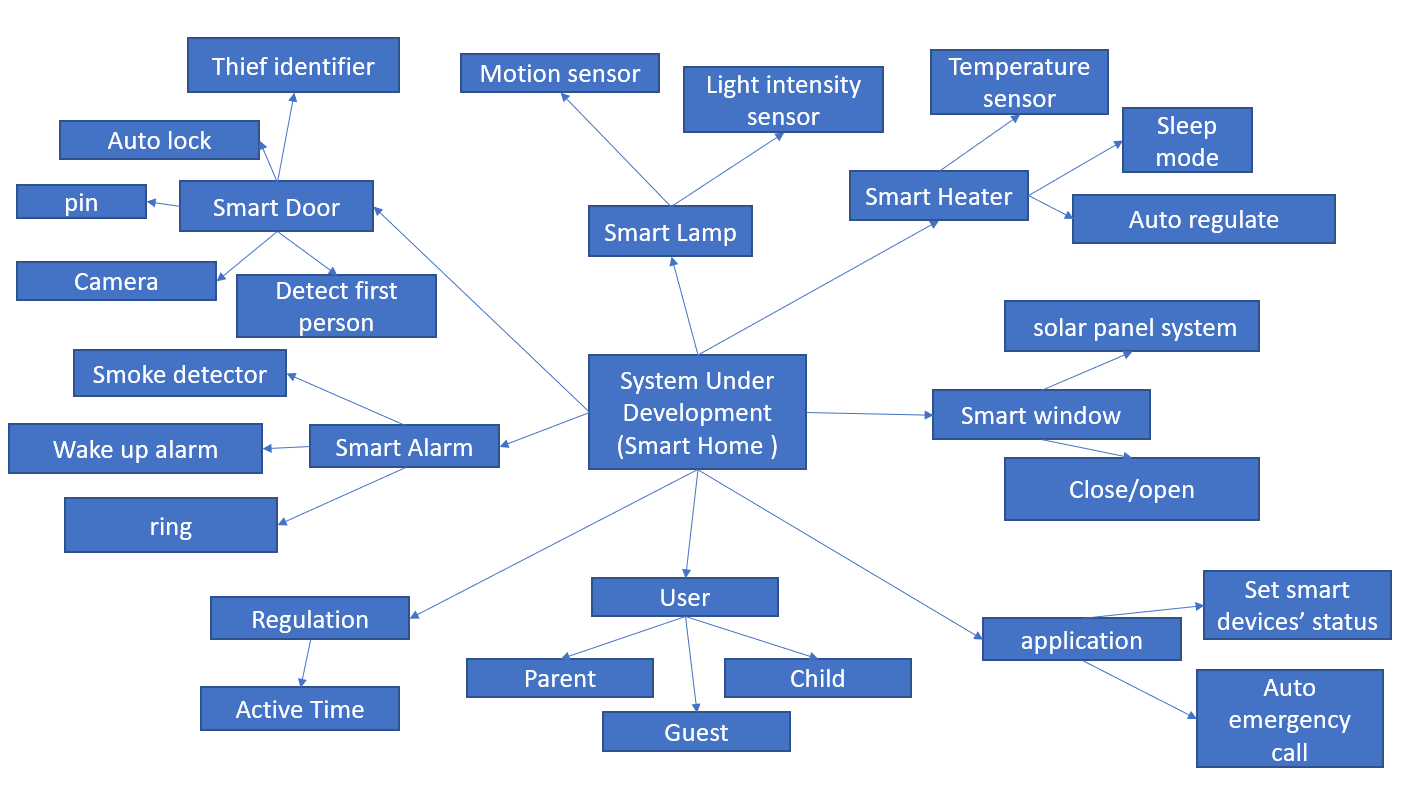 Thief identifier
Motion sensor
Light intensity
sensor
Temperature
sensor
Auto lock
Sleep
mode
pin
Smart Door
Smart Lamp
Smart Heater
Auto regulate
Camera
Detect first
person
solar panel system
Smoke detector
System Under
Development
(Smart Home )
Smart window
Wake up alarm
Smart Alarm
Close/open
ring
Regulation
User
application
Set smart
devices’ status
Active Time
Parent
Child
Guest
Auto
emergency
call